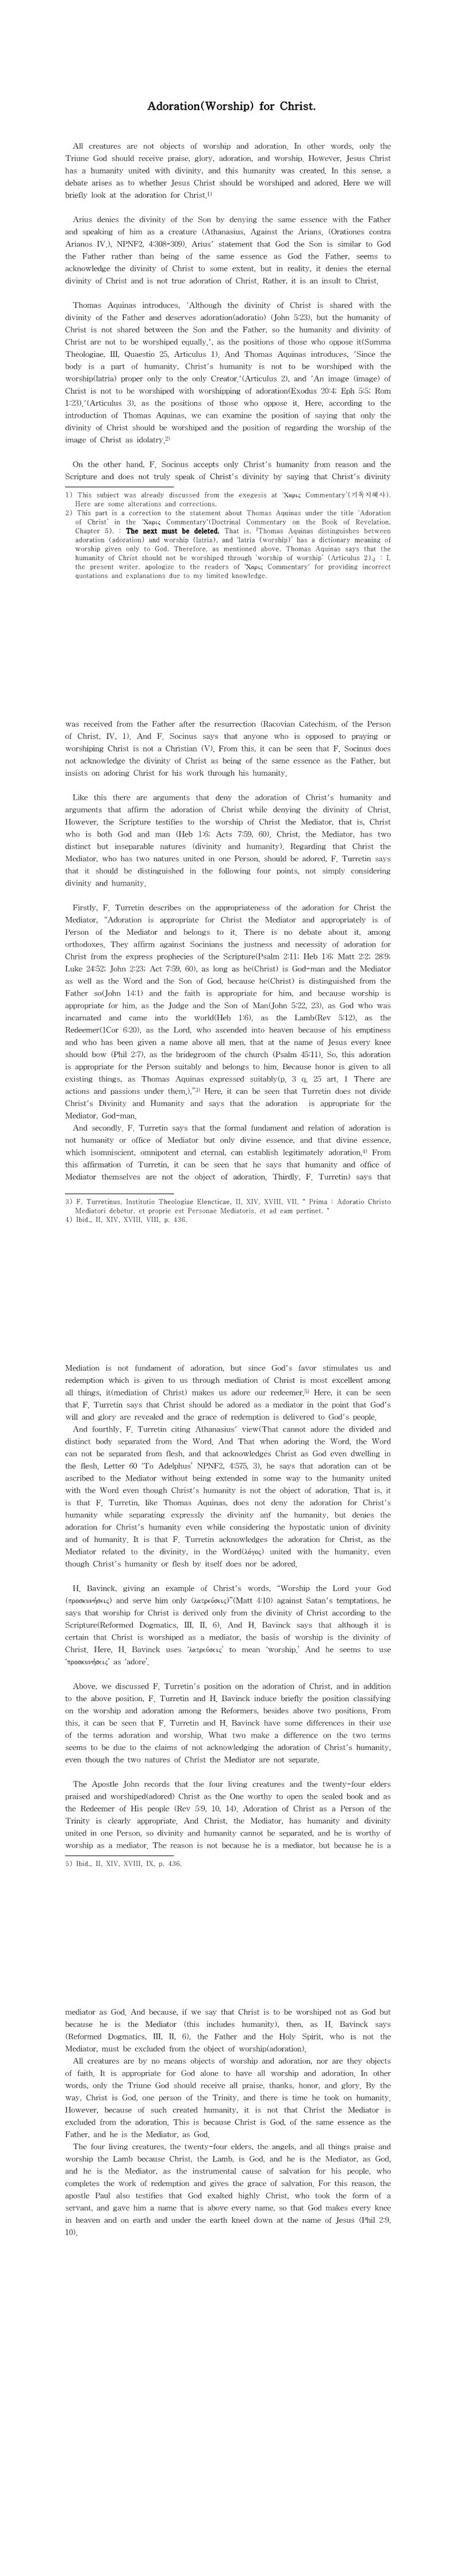 Adoration(Worship) for Christ.
All creatures are not objects of worship and adoration. In other words, only the
Triune God should receive praise, glory, adoration, and worship. However, Jesus Christ
has a humanity united with divinity, and this humanity was created. In this sense, a
debate arises as to whether Jesus Christ should be worshiped and adored. Here we will
briefly look at the adoration for Christ.1)
Arius denies the divinity of the Son by denying the same essence with the Father
and speaking of him as a creature (Athanasius, Against the Arians, (Orationes contra
Arianos IV.), NPNF2, 4:308-309). Arius' statement that God the Son is similar to God
the Father rather than being of the same essence as God the Father, seems to
acknowledge the divinity of Christ to some extent, but in reality, it denies the eternal
divinity of Christ and is not true adoration of Christ. Rather, it is an insult to Christ.
Thomas Aquinas introduces, 'Although the divinity of Christ is shared with the
divinity of the Father and deserves adoration(adoratio) (John 5:23), but the humanity of
Christ is not shared between the Son and the Father, so the humanity and divinity of
Christ are not to be worshiped equally.', as the positions of those who oppose it(Summa
Theologiae, III, Quaestio 25, Articulus 1). And Thomas Aquinas introduces, 'Since the
body is a part of humanity, Christ's humanity is not to be worshiped with the
worship(latria) proper only to the only Creator.'(Articulus 2), and 'An image (image) of
Christ is not to be worshiped with worshipping of adoration(Exodus 20:4; Eph 5:5; Rom
1:23).'(Articulus 3), as the positions of those who oppose it. Here, according to the
introduction of Thomas Aquinas, we can examine the position of saying that only the
divinity of Christ should be worshiped and the position of regarding the worship of the
image of Christ as idolatry.2)
On the other hand, F. Socinus accepts only Christ's humanity from reason and the
Scripture and does not truly speak of Christ's divinity by saying that Christ's divinity
1) This subject was already discussed from the exegesis at 'Χαρις Commentary'(기독지혜사).
Here are some alterations and corrections.
2) This part is a correction to the statement about Thomas Aquinas under the title 'Adoration
of Christ' in the 'Χαρις Commentary'(Doctrinal Commentary on the Book of Revelation,
Chapter 5). : The next must be deleted. That is, 『Thomas Aquinas distinguishes between
adoration (adoration) and worship (latria), and 'latria (worship)' has a dictionary meaning of
worship given only to God. Therefore, as mentioned above, Thomas Aquinas says that the
humanity of Christ should not be worshiped through 'worship of worship' (Articulus 2).』 : I,
the present writer, apologize to the readers of 'Χαρις Commentary' for providing incorrect
quotations and explanations due to my limited knowledge.
was received from the Father after the resurrection (Racovian Catechism, of the Person
of Christ, IV, 1). And F. Socinus says that anyone who is opposed to praying or
worshiping Christ is not a Christian (V). From this, it can be seen that F. Socinus does
not acknowledge the divinity of Christ as being of the same essence as the Father, but
insists on adoring Christ for his work through his humanity.
Like this there are arguments that deny the adoration of Christ's humanity and
arguments that affirm the adoration of Christ while denying the divinity of Christ.
However, the Scripture testifies to the worship of Christ the Mediator, that is, Christ
who is both God and man (Heb 1:6; Acts 7:59, 60). Christ, the Mediator, has two
distinct but inseparable natures (divinity and humanity). Regarding that Christ the
Mediator, who has two natures united in one Person, should be adored, F. Turretin says
that it should be distinguished in the following four points, not simply considering
divinity and humanity.
Firstly, F. Turretin describes on the appropriateness of the adoration for Christ the
Mediator, "Adoration is appropriate for Christ the Mediator and appropriately is of
Person of the Mediator and belongs to it. There is no debate about it, among
orthodoxes. They affirm against Socinians the justness and necessity of adoration for
Christ from the express prophecies of the Scripture(Psalm 2:11; Heb 1:6; Matt 2:2; 28:9;
Luke 24:52; John 2:23; Act 7:59, 60), as long as he(Christ) is God-man and the Mediator
as well as the Word and the Son of God, because he(Christ) is distinguished from the
Father so(John 14:1) and the faith is appropriate for him, and because worship is
appropriate for him, as the Judge and the Son of Man(John 5:22, 23), as God who was
incarnated and came into the world(Heb 1:6), as the Lamb(Rev 5:12), as the
Redeemer(1Cor 6:20), as the Lord, who ascended into heaven because of his emptiness
and who has been given a name above all men, that at the name of Jesus every knee
should bow (Phil 2:7), as the bridegroom of the church (Psalm 45:11). So, this adoration
is appropriate for the Person suitably and belongs to him, Because honor is given to all
existing things, as Thomas Aquinas expressed suitably(p, 3 q, 25 art, 1 There are
actions and passions under them.)."3) Here, it can be seen that Turretin does not divide
Christ's Divinity and Humanity and says that the adoration is appropriate for the
Mediator, God-man.
And secondly, F. Turretin says that the formal fundament and relation of adoration is
not humanity or office of Mediator but only divine essence, and that divine essence,
which isomniscient, omnipotent and eternal, can establish legitimately adoration.4) From
this affirmation of Turretin, it can be seen that he says that humanity and office of
Mediator themselves are not the object of adoration. Thirdly, F. Turretin) says that
3) F. Turretinus, Institutio Theologiae Elencticae, II, XIV, XVIII, VII, " Prima : Adoratio Christo
Mediatori debetur, et proprie est Personae Mediatoris, et ad eam pertinet. "
4) Ibid., II, XIV, XVIII, VIII, p. 436.
Mediation is not fundament of adoration, but since God's favor stimulates us and
redemption which is given to us through mediation of Christ is most excellent among
all things, it(mediation of Christ) makes us adore our redeemer.5) Here, it can be seen
that F. Turretin says that Christ should be adored as a mediator in the point that God's
will and glory are revealed and the grace of redemption is delivered to God's people.
And fourthly, F. Turretin citing Athanasius' view(That cannot adore the divided and
distinct body separated from the Word. And That when adoring the Word, the Word
can not be separated from flesh, and that acknowledges Christ as God even dwelling in
the flesh. Letter 60 'To Adelphus' NPNF2, 4:575, 3), he says that adoration can ot be
ascribed to the Mediator without being extended in some way to the humanity united
with the Word even though Christ's humanity is not the object of adoration. That is, it
is that F. Turretin, like Thomas Aquinas, does not deny the adoration for Christ's
humanity while separating expressly the divinity anf the humanity, but denies the
adoration for Christ's humanity even while considering the hypostatic union of divinity
and of humanity. It is that F. Turretin acknowledges the adoration for Christ, as the
Mediator related to the divinity, in the Word(λόγος) united with the humanity, even
though Christ's humanity or flesh by itself does nor be adored.
H. Bavinck, giving an example of Christ's words, "Worship the Lord your God
(προσκυνήσεις) and serve him only (λατρεύσεις)"(Matt 4:10) against Satan's temptations, he
says that worship for Christ is derived only from the divinity of Christ according to the
Scripture(Reformed Dogmatics, III, II, 6). And H. Bavinck says that although it is
certain that Christ is worshiped as a mediator, the basis of worship is the divinity of
Christ. Here, H. Bavinck uses 'λατρεύσεις' to mean 'worship.' And he seems to use
'προσκυνήσεις' as 'adore'.
Above, we discussed F. Turretin's position on the adoration of Christ, and in addition
to the above position, F. Turretin and H. Bavinck induce briefly the position classifying
on the worship and adoration among the Reformers, besides above two positions. From
this, it can be seen that F. Turretin and H. Bavinck have some differences in their use
of the terms adoration and worship. What two make a difference on the two terms
seems to be due to the claims of not acknowledging the adoration of Christ's humanity,
even though the two natures of Christ the Mediator are not separate.
The Apostle John records that the four living creatures and the twenty-four elders
praised and worshiped(adored) Christ as the One worthy to open the sealed book and as
the Redeemer of His people (Rev 5:9, 10, 14). Adoration of Christ as a Person of the
Trinity is clearly appropriate. And Christ, the Mediator, has humanity and divinity
united in one Person, so divinity and humanity cannot be separated, and he is worthy of
worship as a mediator. The reason is not because he is a mediator, but because he is a
5) Ibid., II, XIV, XVIII, IX, p. 436.
mediator as God. And because, if we say that Christ is to be worshiped not as God but
because he is the Mediator (this includes humanity), then, as H. Bavinck says
(Reformed Dogmatics, III, II, 6), the Father and the Holy Spirit, who is not the
Mediator, must be excluded from the object of worship(adoration).
All creatures are by no means objects of worship and adoration, nor are they objects
of faith. It is appropriate for God alone to have all worship and adoration. In other
words, only the Triune God should receive all praise, thanks, honor, and glory. By the
way, Christ is God, one person of the Trinity, and there is time he took on humanity.
However, because of such created humanity, it is not that Christ the Mediator is
excluded from the adoration. This is because Christ is God, of the same essence as the
Father, and he is the Mediator, as God.
The four living creatures, the twenty-four elders, the angels, and all things praise and
worship the Lamb because Christ, the Lamb, is God, and he is the Mediator, as God,
and he is the Mediator, as the instrumental cause of salvation for his people, who
completes the work of redemption and gives the grace of salvation. For this reason, the
apostle Paul also testifies that God exalted highly Christ, who took the form of a
servant, and gave him a name that is above every name, so that God makes every knee
in heaven and on earth and under the earth kneel down at the name of Jesus (Phil 2:9,
10).